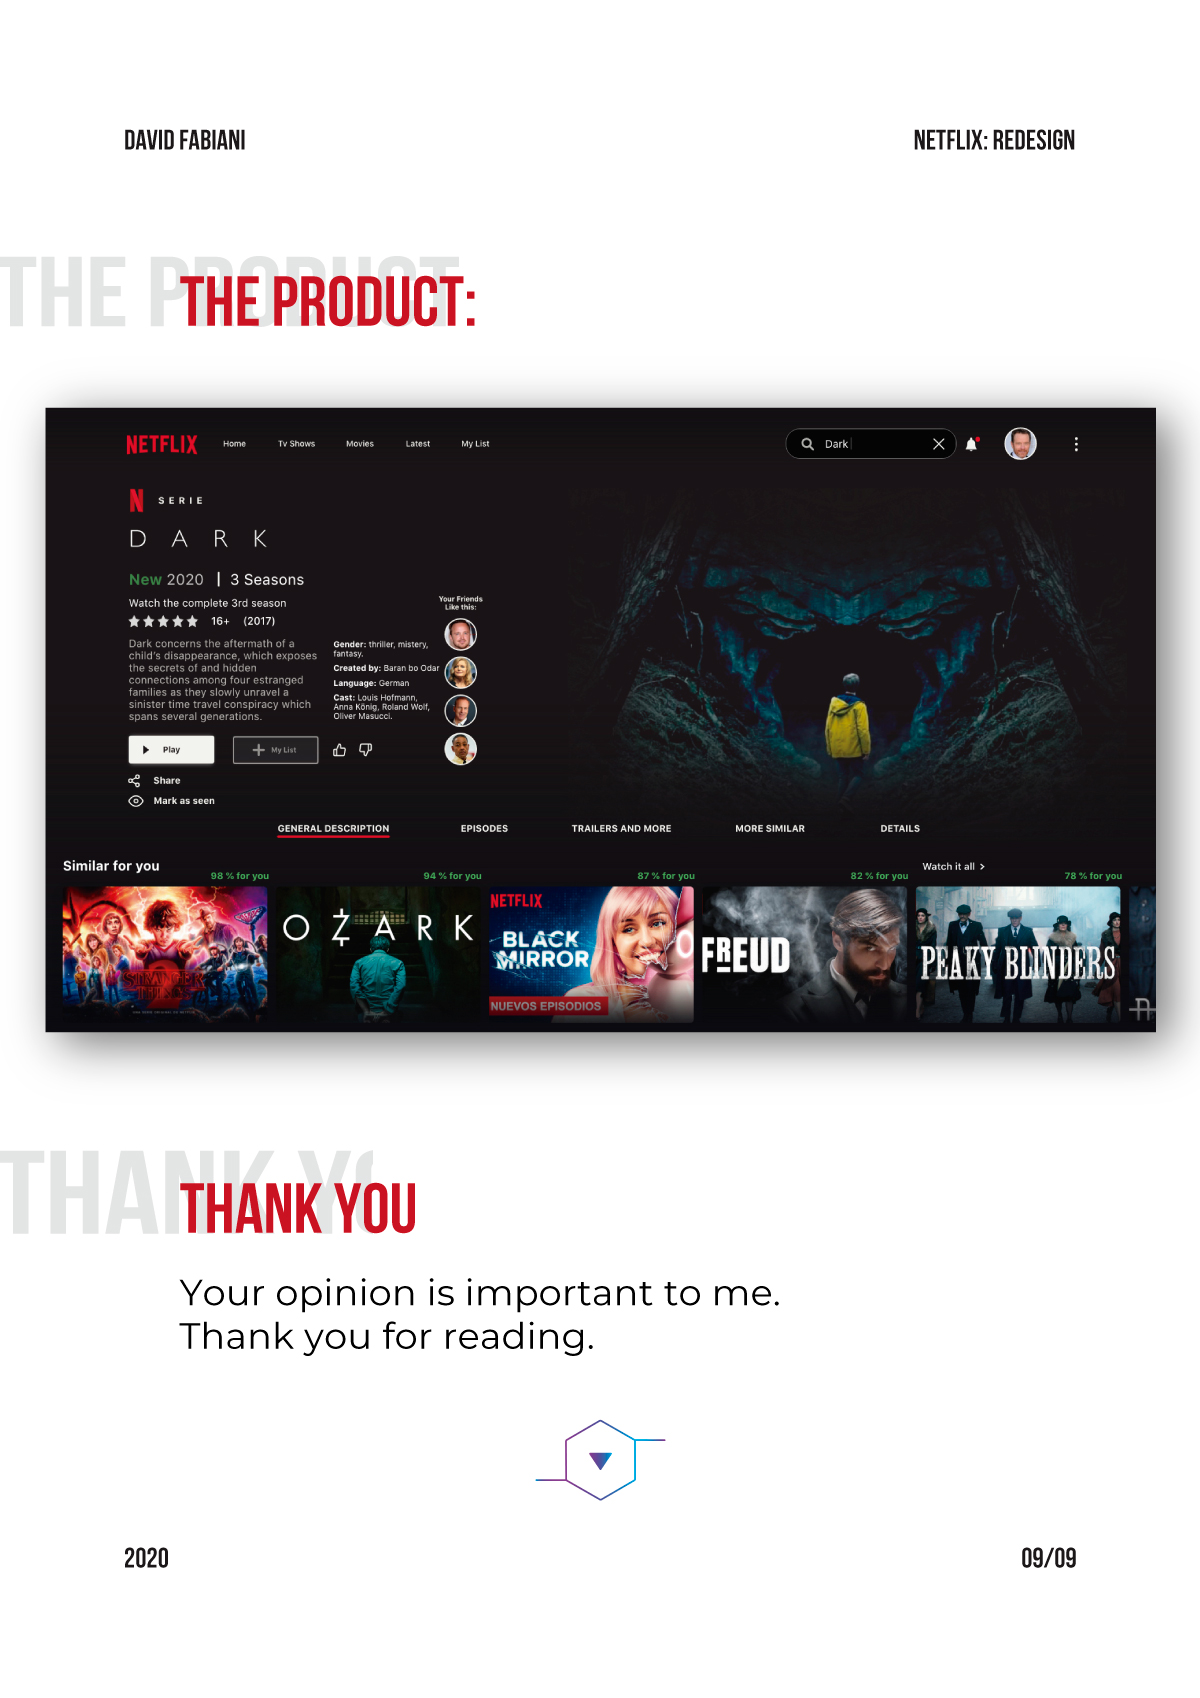 DAVID FABIANI
NETFLIX: REDESIGN
THE PRODUCT
THE PRODUCT:
NETFLIX
Home
Tv Shows
Movies
Latest
My List
Dark
N SERIE
DARK
New 2020 | 3 Seasons
Watch the complete 3rd season
16+ (2017)
Dark concerns the aftermath of a
child's disappearance, which exposes
the secrets of and hidden
connections among four estranged
families as they slowly unravel a
sinister time travel conspiracy which
spans several generations.
Gender: thriller, mistery,
fantasy.
Created by: Baran bo Odar
Language: German
Cast: Louis Hofmann,
Anna König, Roland Wolf,
Oliver Masucci.
Your Friends
Like this:
Play
My List
Share
Mark as seen
GENERAL DESCRIPTION
EPISODES
TRAILERS AND MORE
MORE SIMILAR
DETAILS
Similar for you
Watch it all >
98 % for you
94 % for you
87 % for you
82 % for you
78 % for you
STRANGER
THINGS
OZARK
NETFLIX
BLACK
MIRROR
NUEVOS EPISODIOS
FREUD
PEAKY BLINDERS
THANK YO
THANK YOU
Your opinion is important to me.
Thank you for reading.
2020
09/09